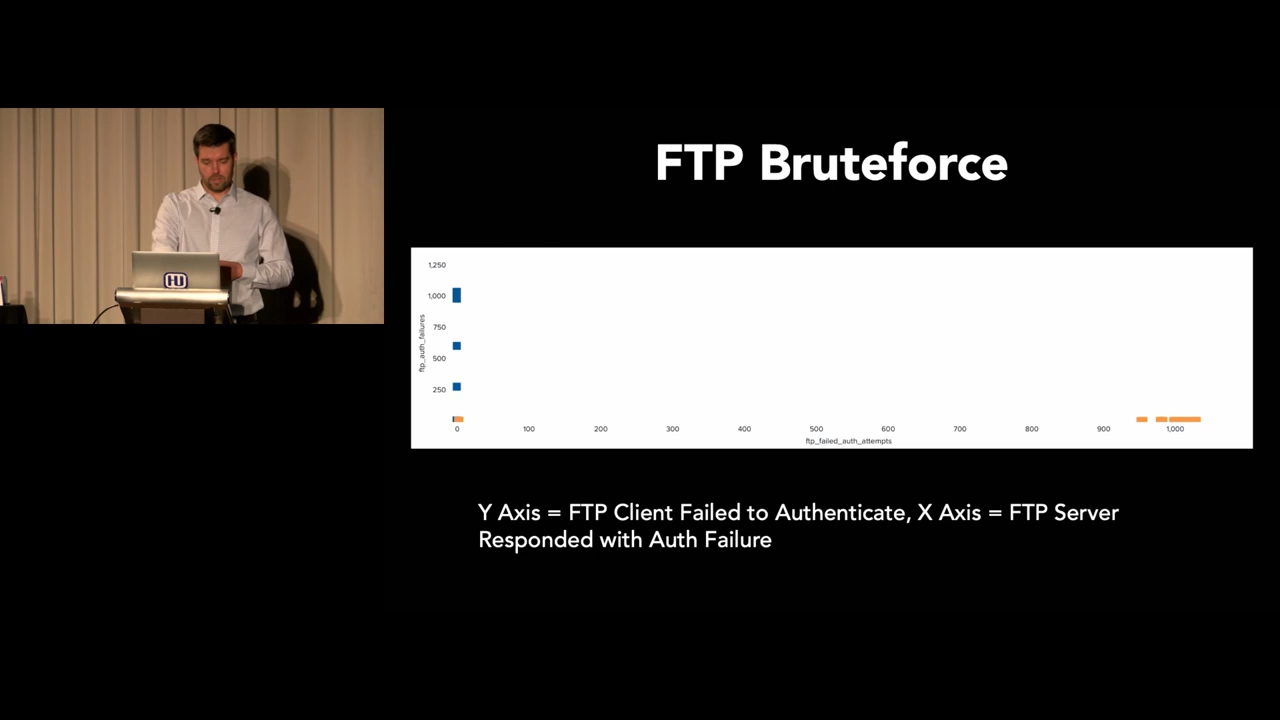 FTP Bruteforce
1,250
1,000
750
500
250
ftp_auth_failures
0 100 200 300 400 500 600 700 800 900 1,000
ftp_failed_auth_attempts
Y Axis = FTP Client Failed to Authenticate, X Axis = FTP Server
Responded with Auth Failure